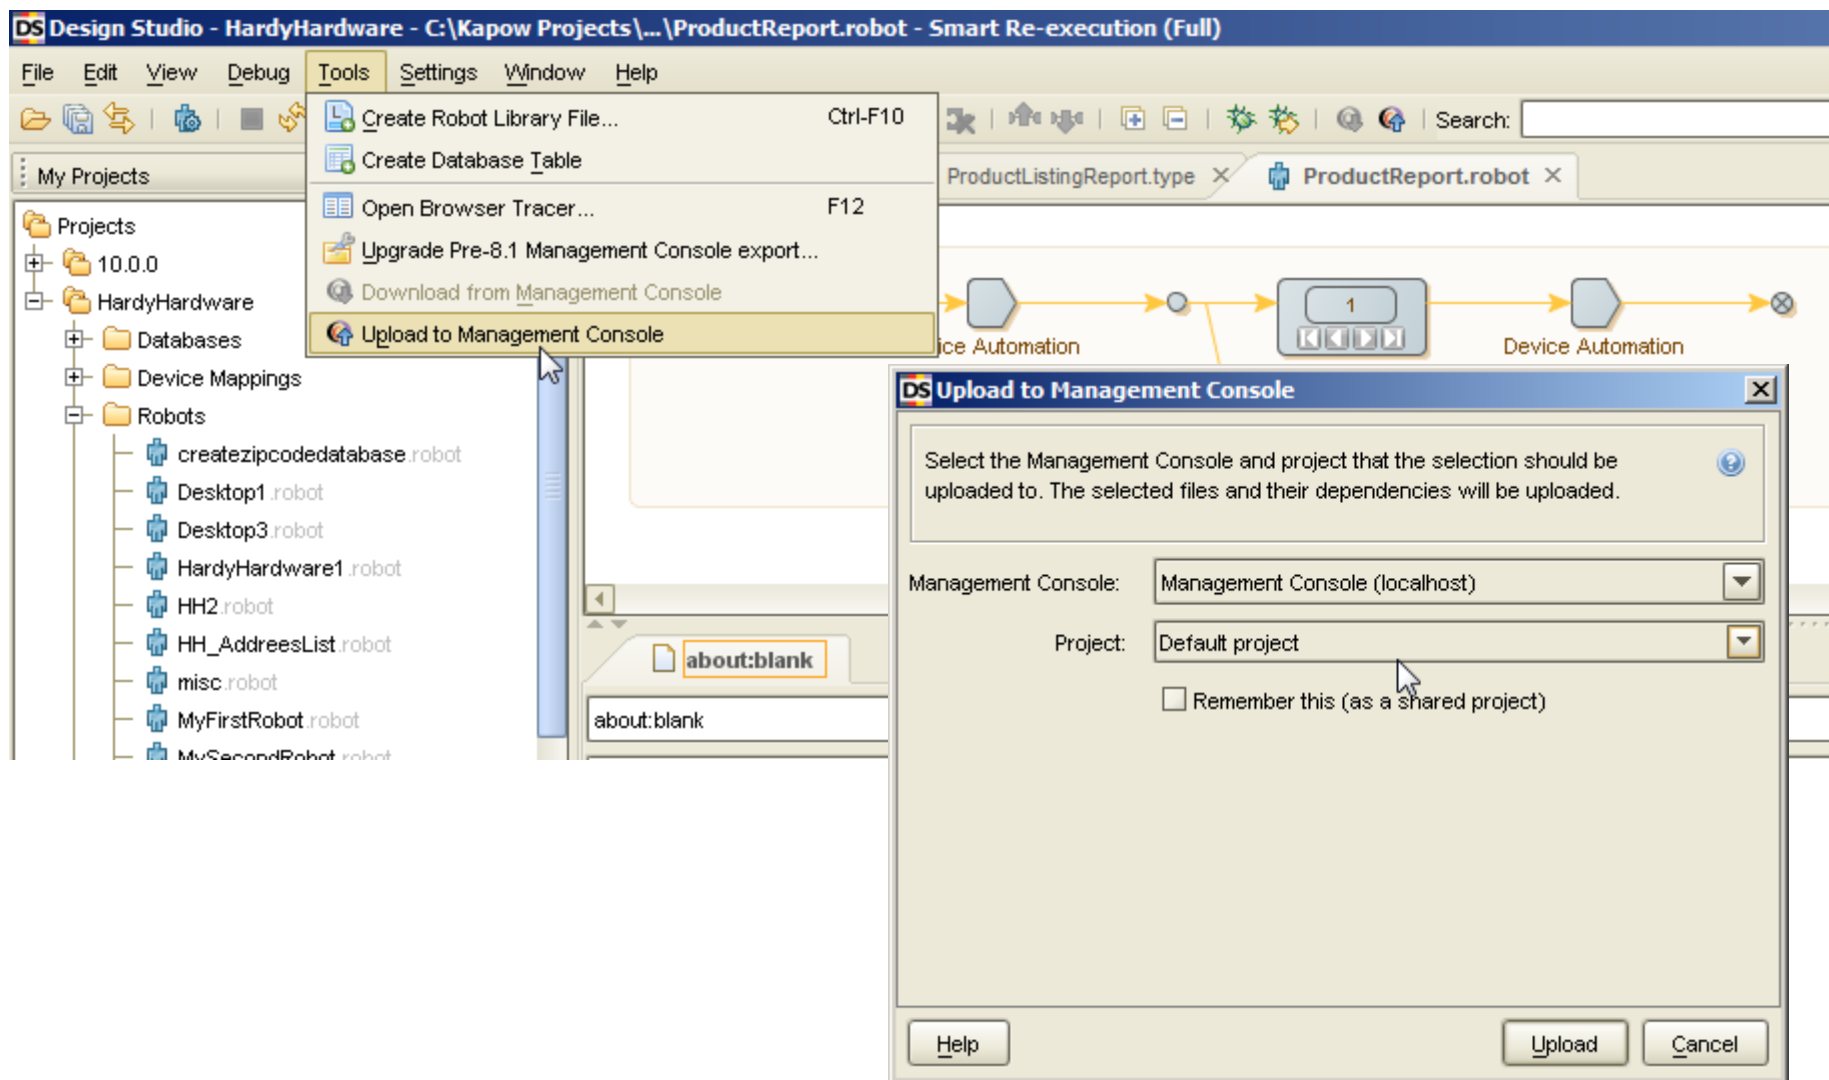 DS Design Studio - HardyHardware - C:\Kapow Projects\...\ProductReport.robot - Smart Re-execution (Full)
File Edit View Debug Tools Settings Window Help
Search:
Create Robot Library File... Ctrl-F10
Create Database Table
Open Browser Tracer... F12
Upgrade Pre-8.1 Management Console export...
Download from Management Console
Upload to Management Console
My Projects
ProductListingReport.type
ProductReport.robot
Projects
10.0.0
HardyHardware
Databases
Device Mappings
Robots
createzipcodedatabase.robot
Desktop1.robot
Desktop3.robot
HardyHardware1.robot
HH2.robot
HH_AddreesList.robot
misc.robot
MyFirstRobot.robot
MySecondRobot.robot
1
ice Automation
Device Automation
about:blank
about:blank
DS Upload to Management Console
Select the Management Console and project that the selection should be
uploaded to. The selected files and their dependencies will be uploaded.
Management Console: Management Console (localhost)
Project: Default project
Remember this (as a shared project)
Help Upload Cancel